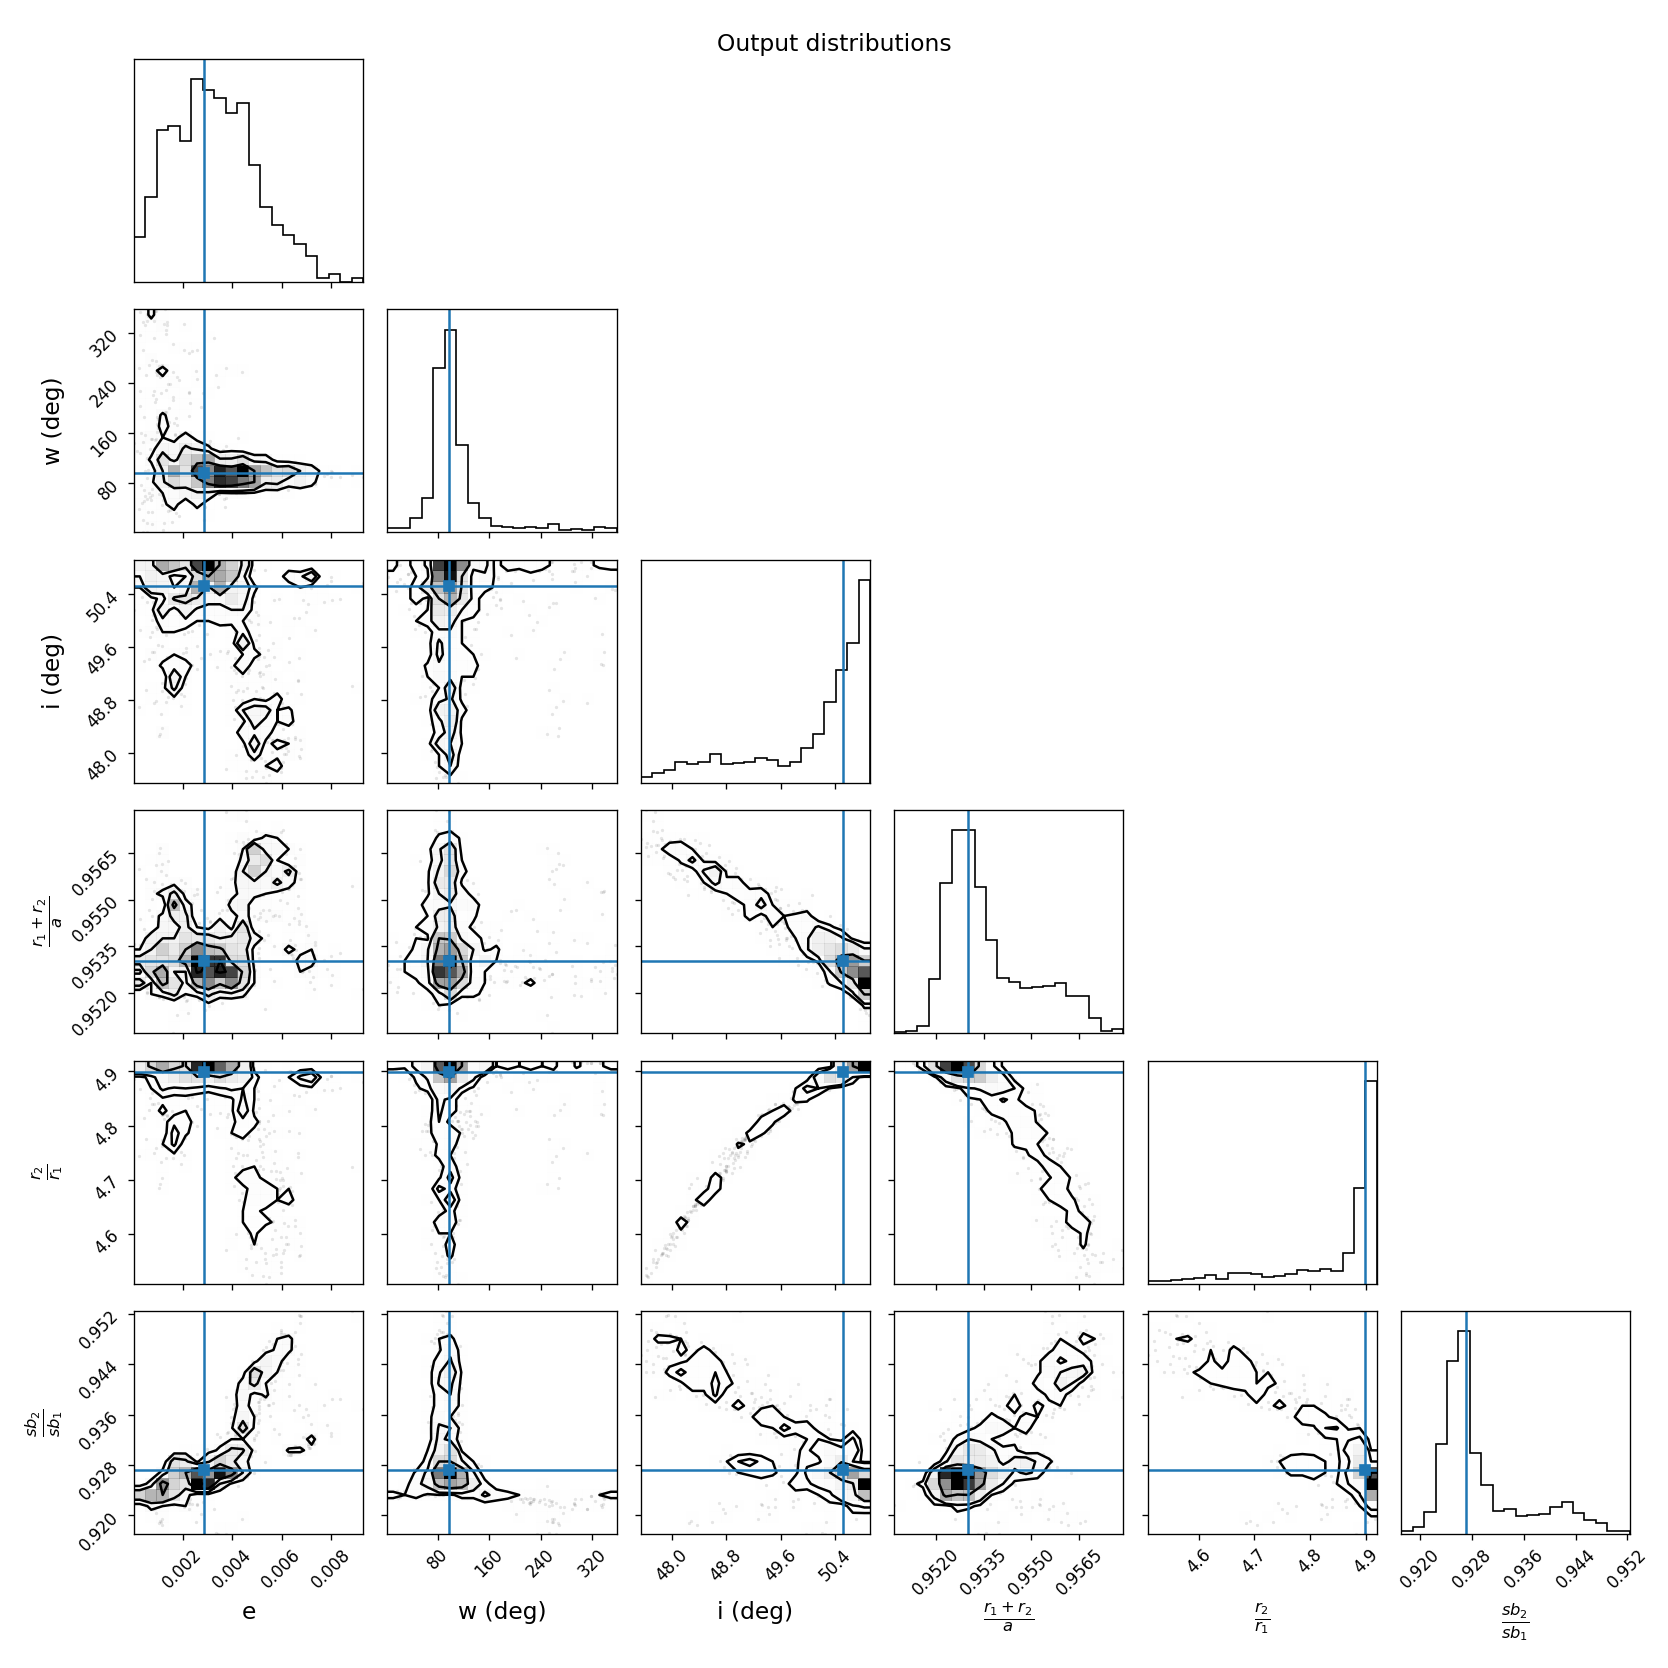 Output distributions
320
240
160
80
w (deg)
50.4
49.6
48.8
48.0
i (deg)
0.9565
0.9550
0.9535
0.9520
r₁ + r₂
a
4.9
4.8
4.7
4.6
r₂
r₁
0.952
0.944
0.936
0.928
0.920
sb₂
sb₁
0.002 0.004 0.006 0.008 80 160 240 320 48.0 48.8 49.6 50.4 0.9520 0.9535 0.9550 0.9565 4.6 4.7 4.8 4.9 0.920 0.928 0.936 0.944 0.952
e w (deg) i (deg)
r₁ + r₂
a
r₂
r₁
sb₂
sb₁